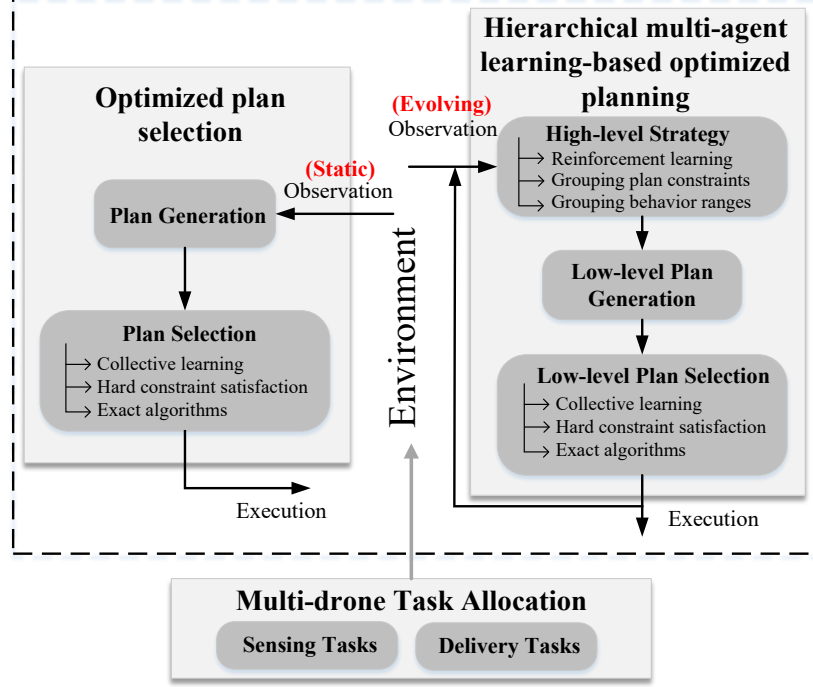 Optimized plan
selection
(Static)
Observation
Plan Generation
Plan Selection
Collective learning
Hard constraint satisfaction
Exact algorithms
Execution
Environment
Hierarchical multi-agent
learning-based optimized
planning
(Evolving)
Observation
High-level Strategy
Reinforcement learning
Grouping plan constraints
Grouping behavior ranges
Low-level Plan
Generation
Low-level Plan Selection
Collective learning
Hard constraint satisfaction
Exact algorithms
Execution
Multi-drone Task Allocation
Sensing Tasks
Delivery Tasks